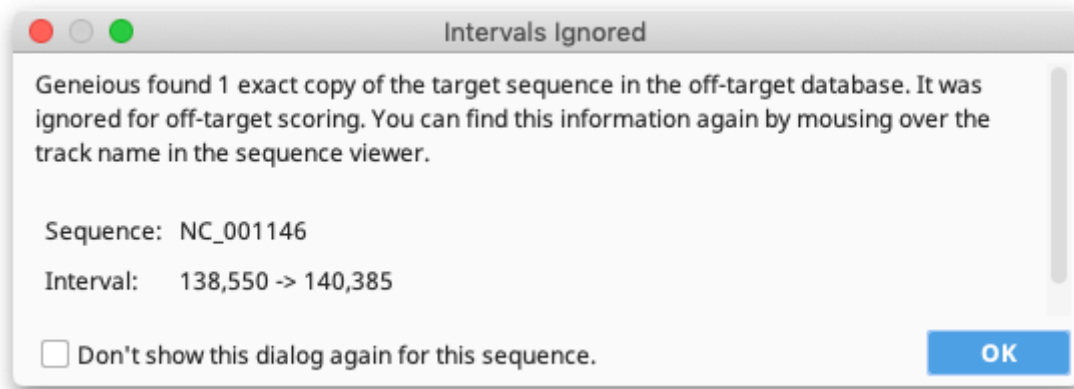 Intervals Ignored
Geneious found 1 exact copy of the target sequence in the off-target database. It was
ignored for off-target scoring. You can find this information again by mousing over the
track name in the sequence viewer.
Sequence: NC_001146
Interval: 138,550 -> 140,385
Don't show this dialog again for this sequence.
OK